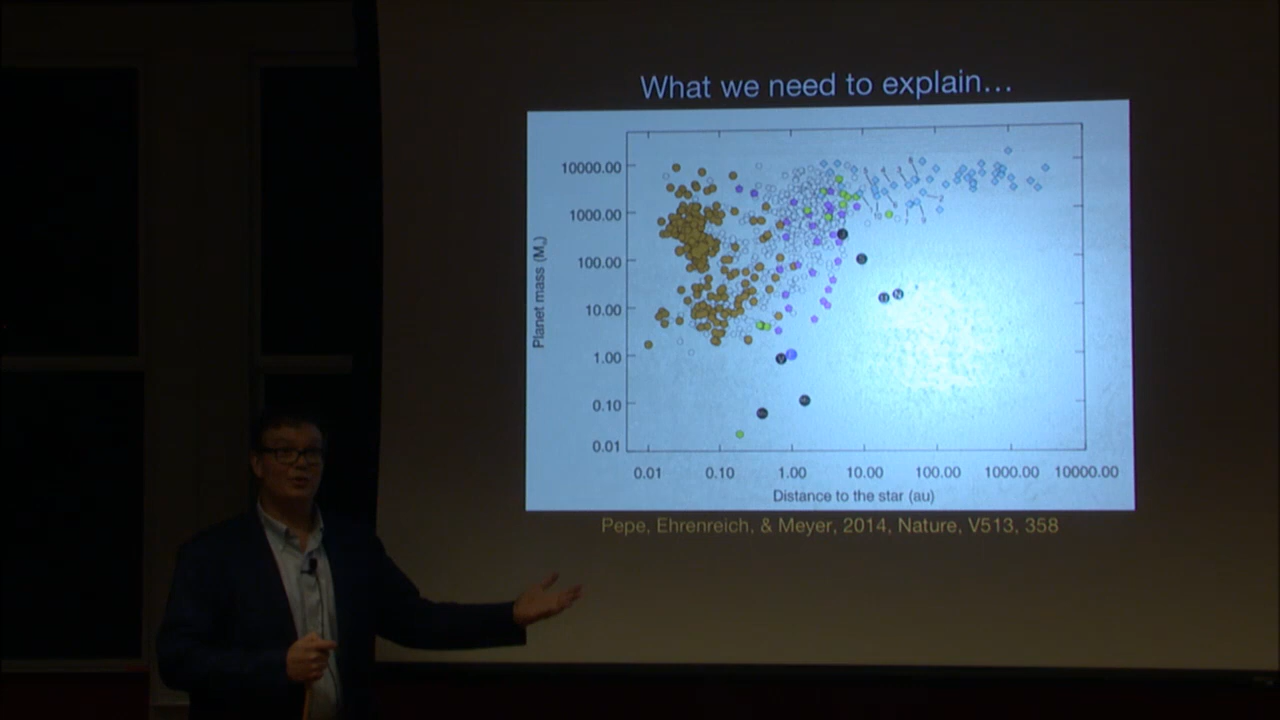 What we need to explain...
10000.00
1000.00
100.00
10.00
1.00
0.10
0.01
Planet mass (M
J
N
V
0.01 0.10 1.00 10.00 100.00 1000.00 10000.00
Distance to the star (au)
Pepe, Ehrenreich, & Meyer, 2014, Nature, V513, 358